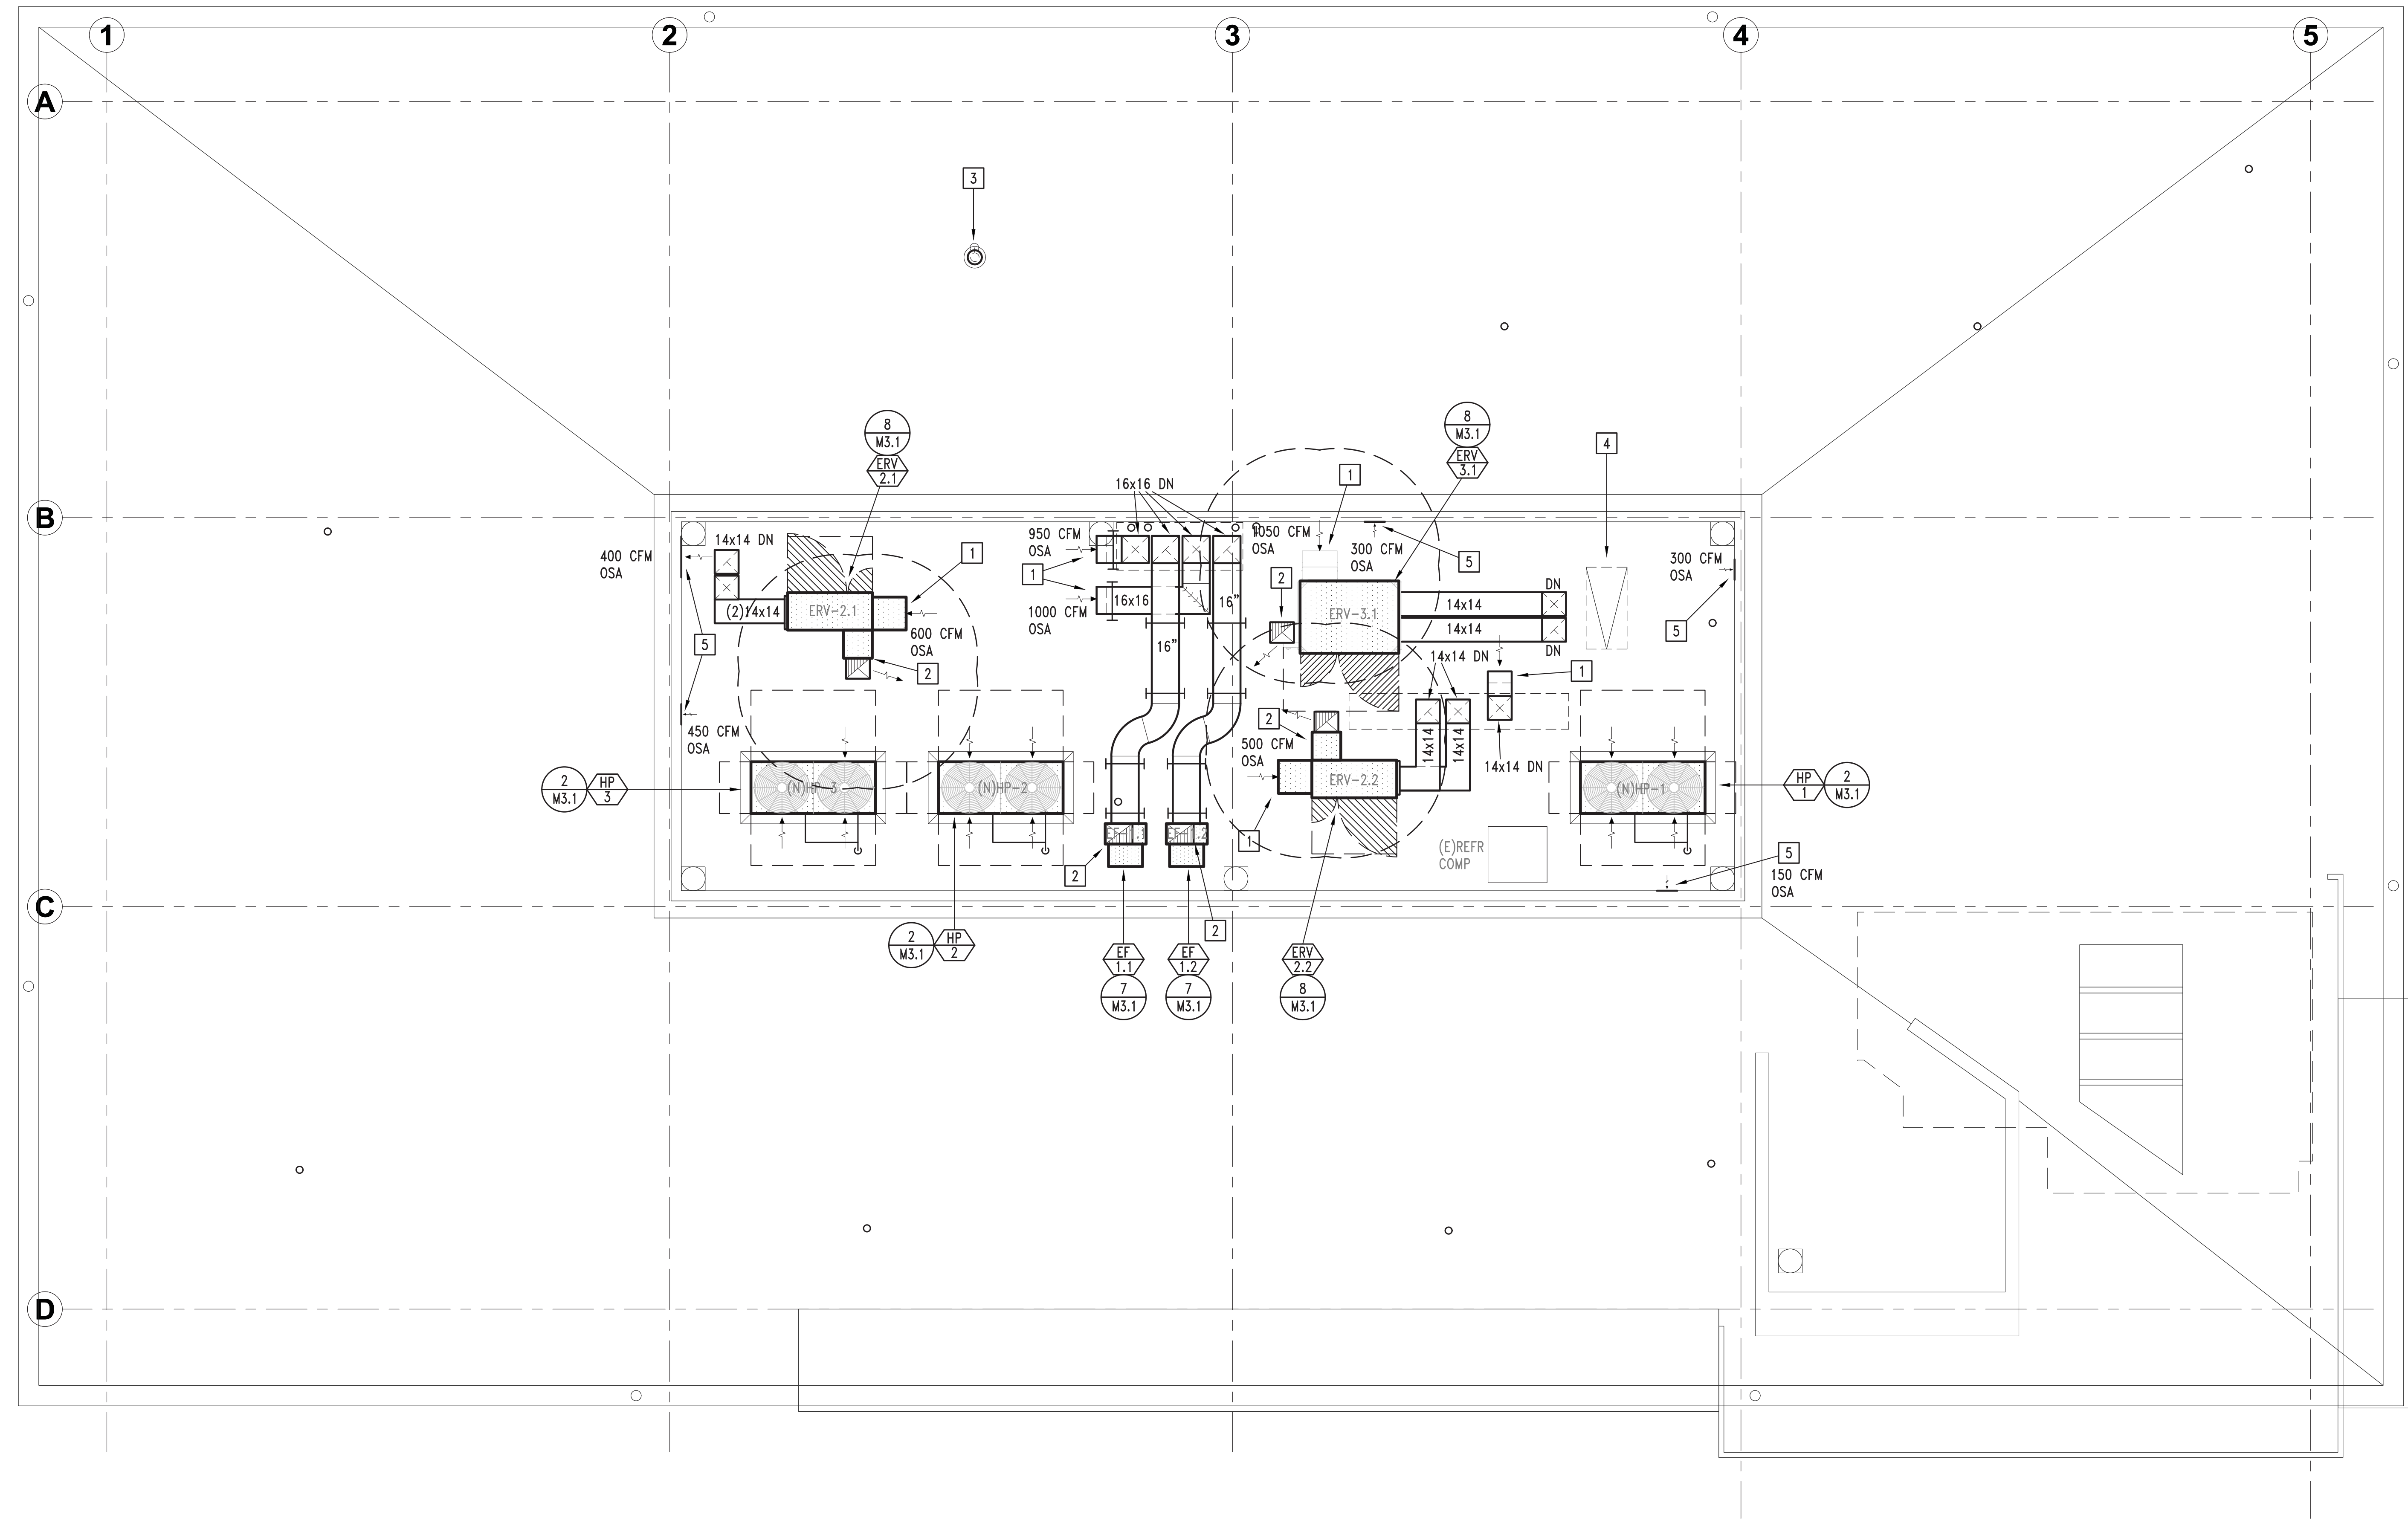 1
2
3
4
5
A
3
8
M3.1
ERV
2.1
8
M3.1
ERV
3.1
4
1
16x16 DN
B
400 CFM
OSA
14x14 DN
1
950 CFM
OSA
1
1050 CFM
OSA
300 CFM
OSA
5
300 CFM
OSA
5
(2)14x14
ERV-2.1
600 CFM
OSA
5
2
1000 CFM
OSA
16x16
16"
16"
2
ERV-3.1
14x14
14x14
DN
DN
14x14 DN
1
450 CFM
OSA
2
500 CFM
OSA
14x14
14x14
14x14 DN
2
M3.1
HP
3
(N)HP-3
(N)HP-2
ERV-2.2
(N)HP-1
HP
1
2
M3.1
1
(E)REFR
COMP
2
5
150 CFM
OSA
C
2
M3.1
HP
2
2
EF
1.1
7
M3.1
EF
1.2
7
M3.1
ERV
2.2
8
M3.1
D